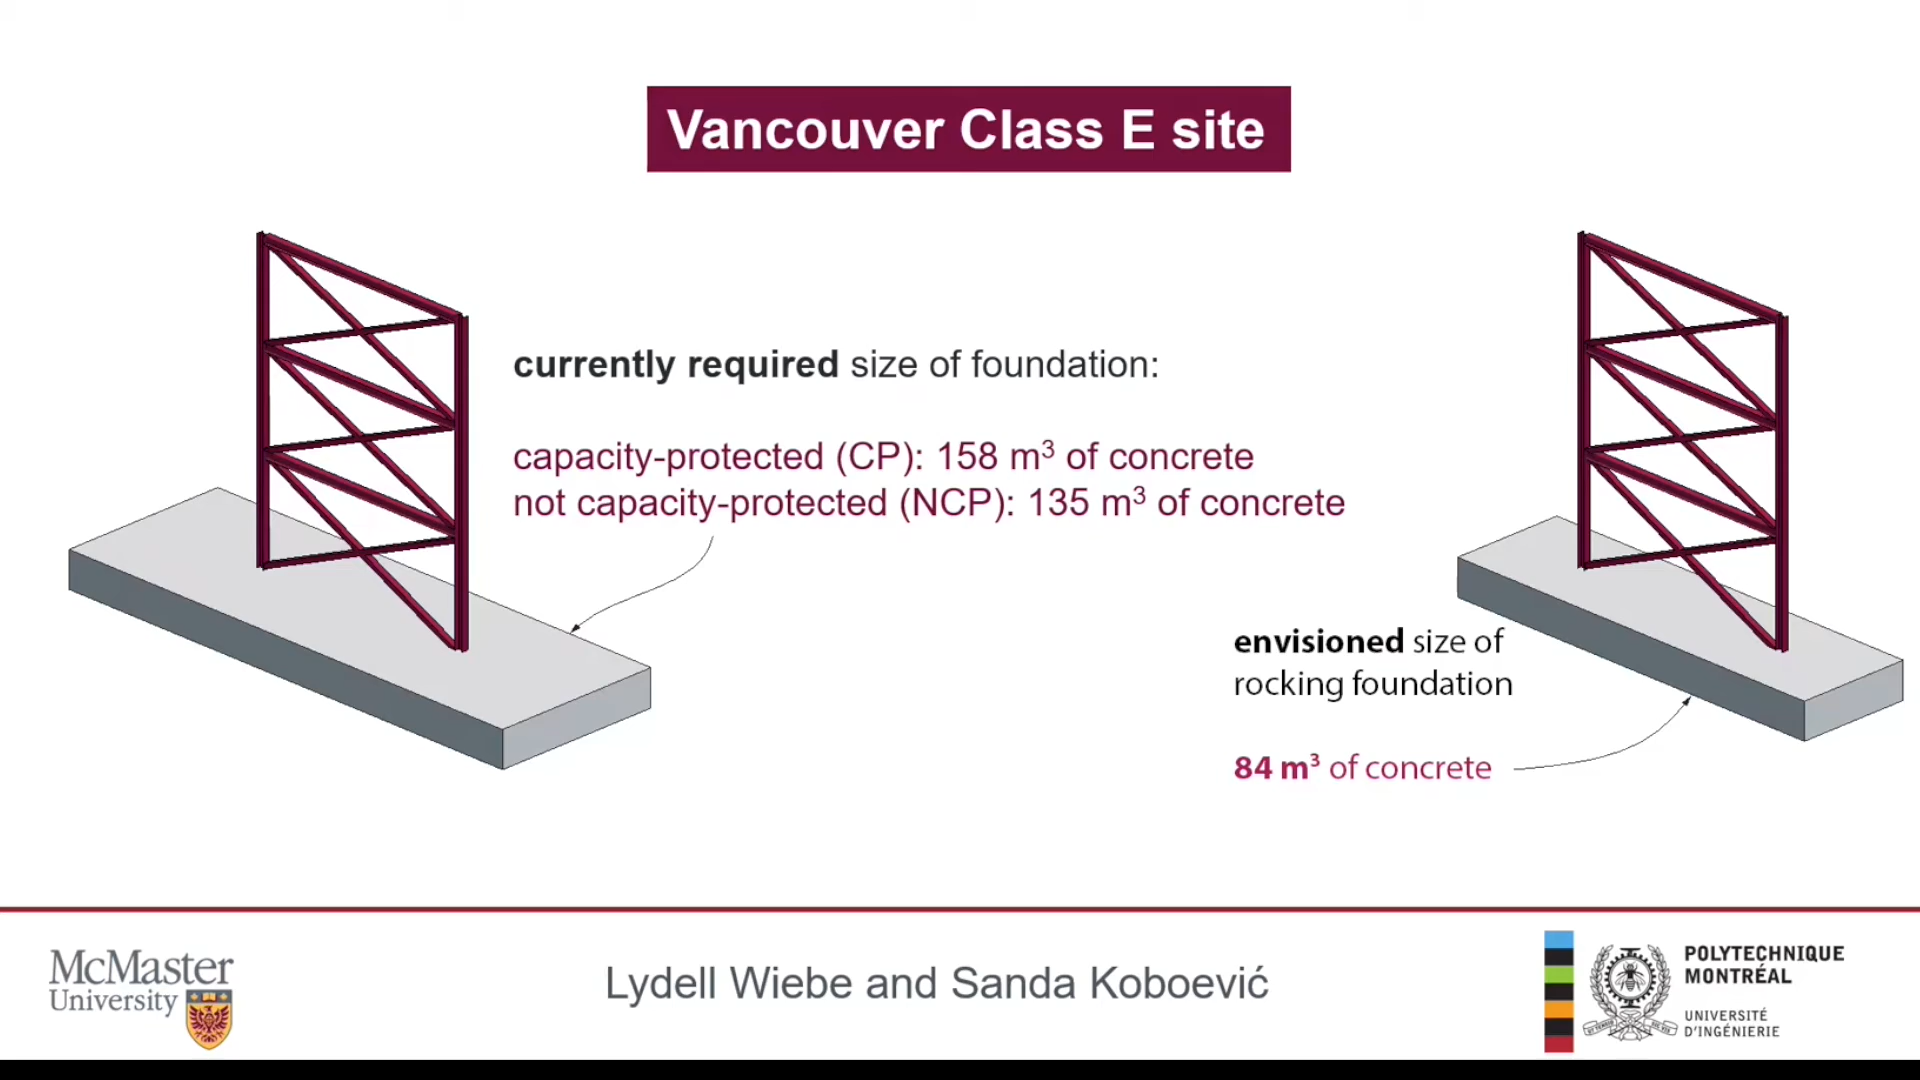 Vancouver Class E site
currently required size of foundation:
capacity-protected (CP): 158 m³ of concrete
not capacity-protected (NCP): 135 m³ of concrete
envisioned size of
rocking foundation
84 m³ of concrete
McMaster
University
Lydell Wiebe and Sanda Koboević
POLYTECHNIQUE
MONTRÉAL
UNIVERSITÉ
D'INGÉNIERIE